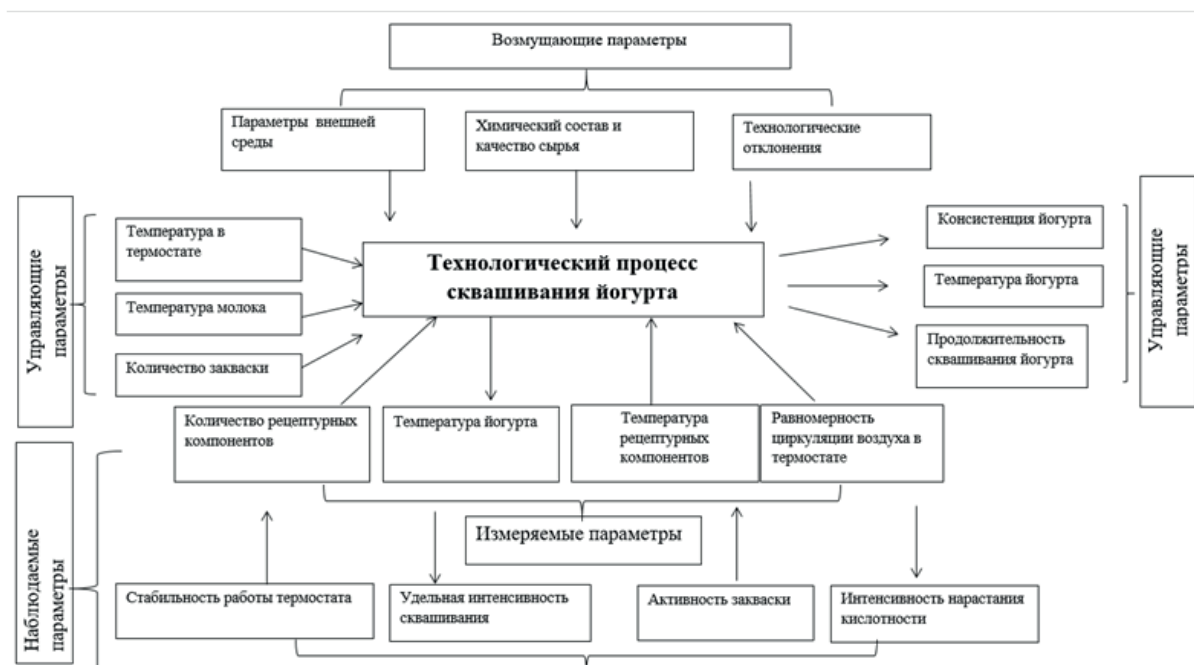 Возмущающие параметры
Параметры внешней
среды
Химический состав и
качество сырья
Технологические
отклонения
Управляющие
параметры
Температура в
термостате
Температура молока
Количество закваски
Технологический процесс
сквашивания йогурта
Консистенция йогурта
Температура йогурта
Продолжительность
сквашивания йогурта
Управляющие
параметры
Количество рецептурных
компонентов
Температура йогурта
Температура
рецептурных
компонентов
Равномерность
циркуляции воздуха в
термостате
Измеряемые параметры
Наблюдаемые
параметры
Стабильность работы термостата
Удельная интенсивность
сквашивания
Активность закваски
Интенсивность нарастания
кислотности